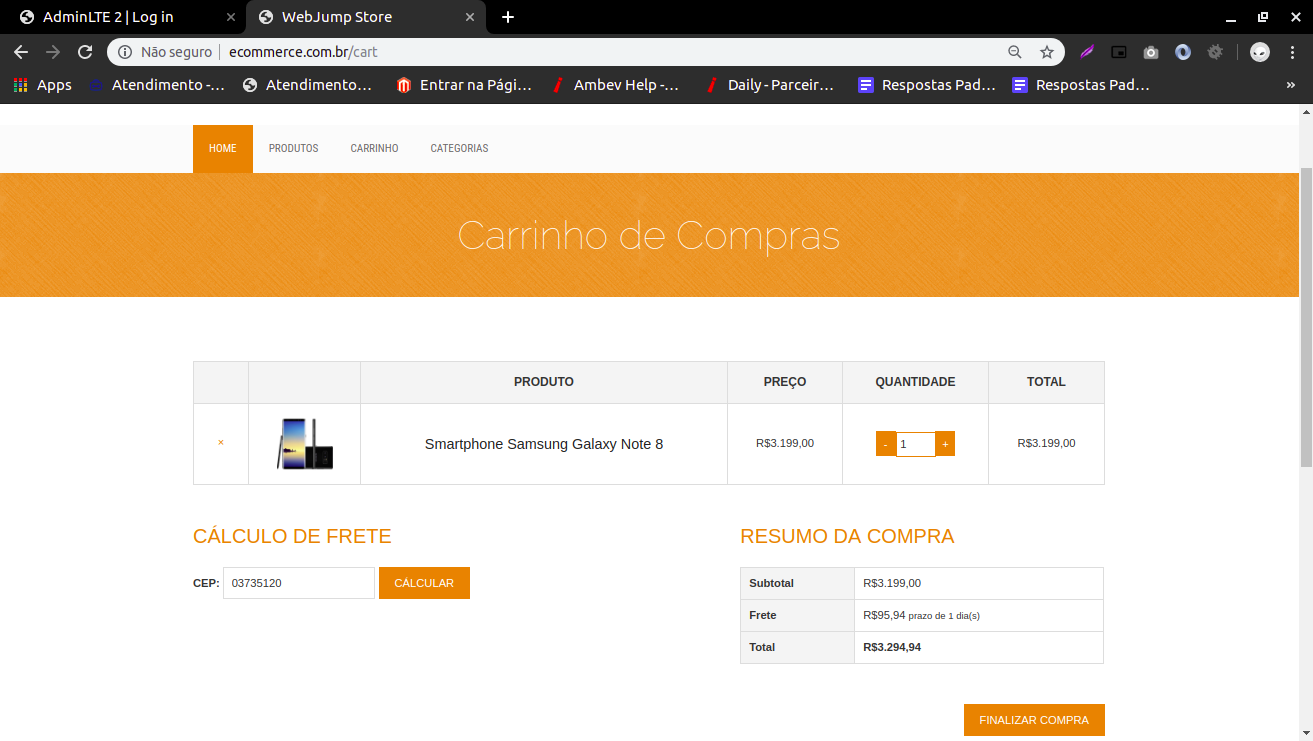 AdminLTE 2 | Log in
WebJump Store
Não seguro
ecommerce.com.br/cart
Apps Atendimento -... Atendimento... Entrar na Pági... Ambev Help -... Daily - Parceir... Respostas Pad... Respostas Pad... »
HOME PRODUTOS CARRINHO CATEGORIAS
Carrinho de Compras
PRODUTO PREÇO QUANTIDADE TOTAL
× Smartphone Samsung Galaxy Note 8 R$3.199,00 - 1 + R$3.199,00
CÁLCULO DE FRETE
CEP: 03735120 CÁLCULAR
RESUMO DA COMPRA
Subtotal R$3.199,00
Frete R$95,94 prazo de 1 dia(s)
Total R$3.294,94
FINALIZAR COMPRA